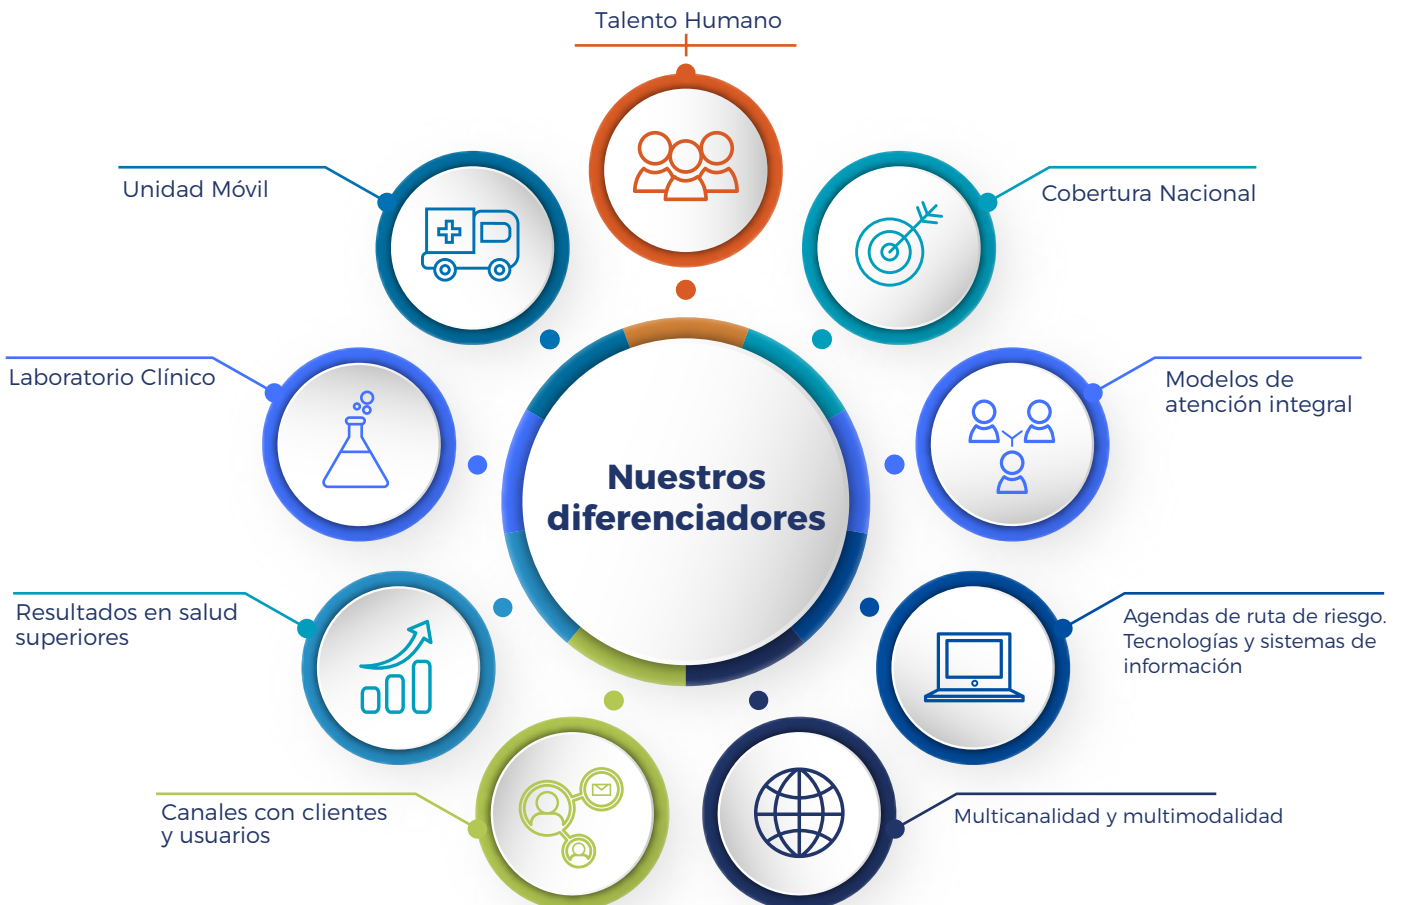 Talento Humano
Unidad Móvil
Cobertura Nacional
Laboratorio Clínico
Modelos de
atención integral
Nuestros
diferenciadores
Resultados en salud
superiores
Agendas de ruta de riesgo.
Tecnologías y sistemas de
información
Canales con clientes
y usuarios
Multicanalidad y multimodalidad